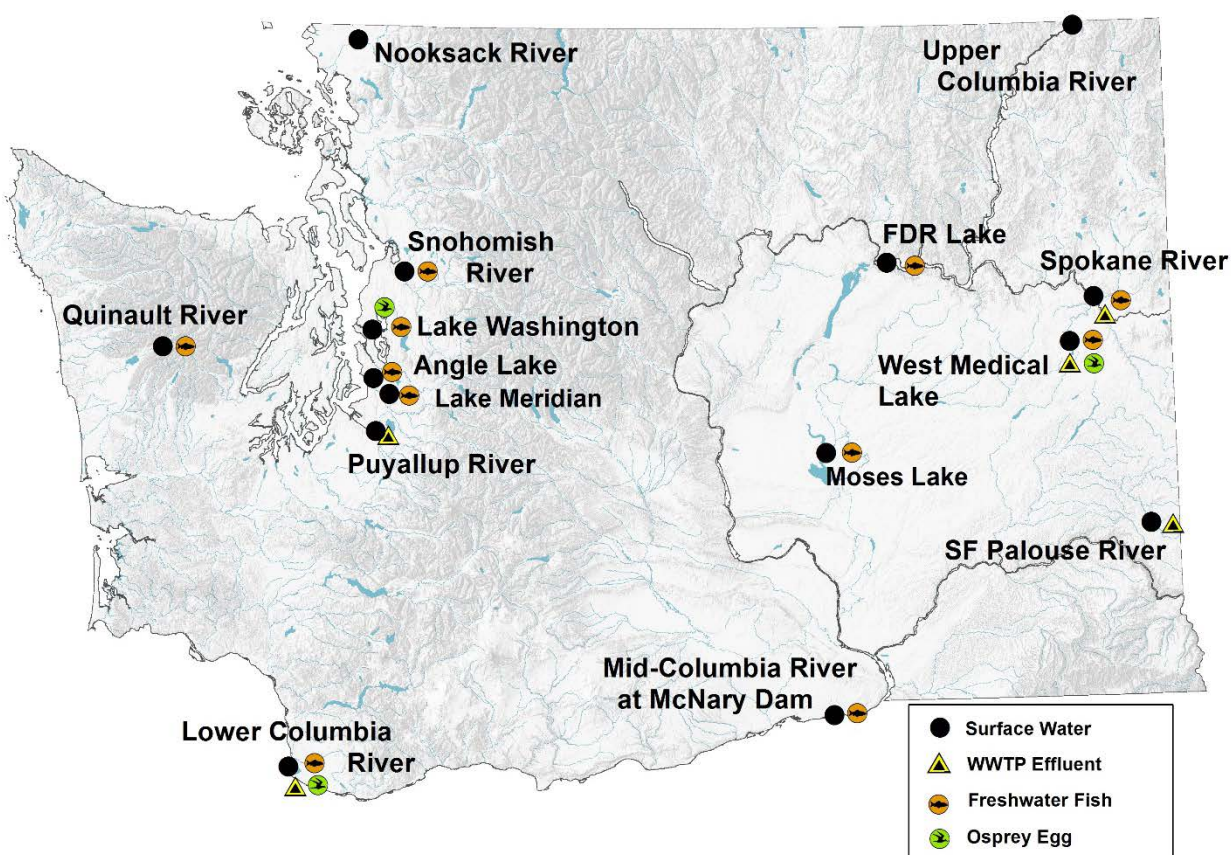 Nooksack River
Upper
Columbia River
Snohomish
River
FDR Lake
Spokane River
Quinault River
Lake Washington
Angle Lake
Lake Meridian
West Medical
Lake
Puyallup River
Moses Lake
SF Palouse River
Mid-Columbia River
at McNary Dam
Lower Columbia
River
Surface Water
WWTP Effluent
Freshwater Fish
Osprey Egg